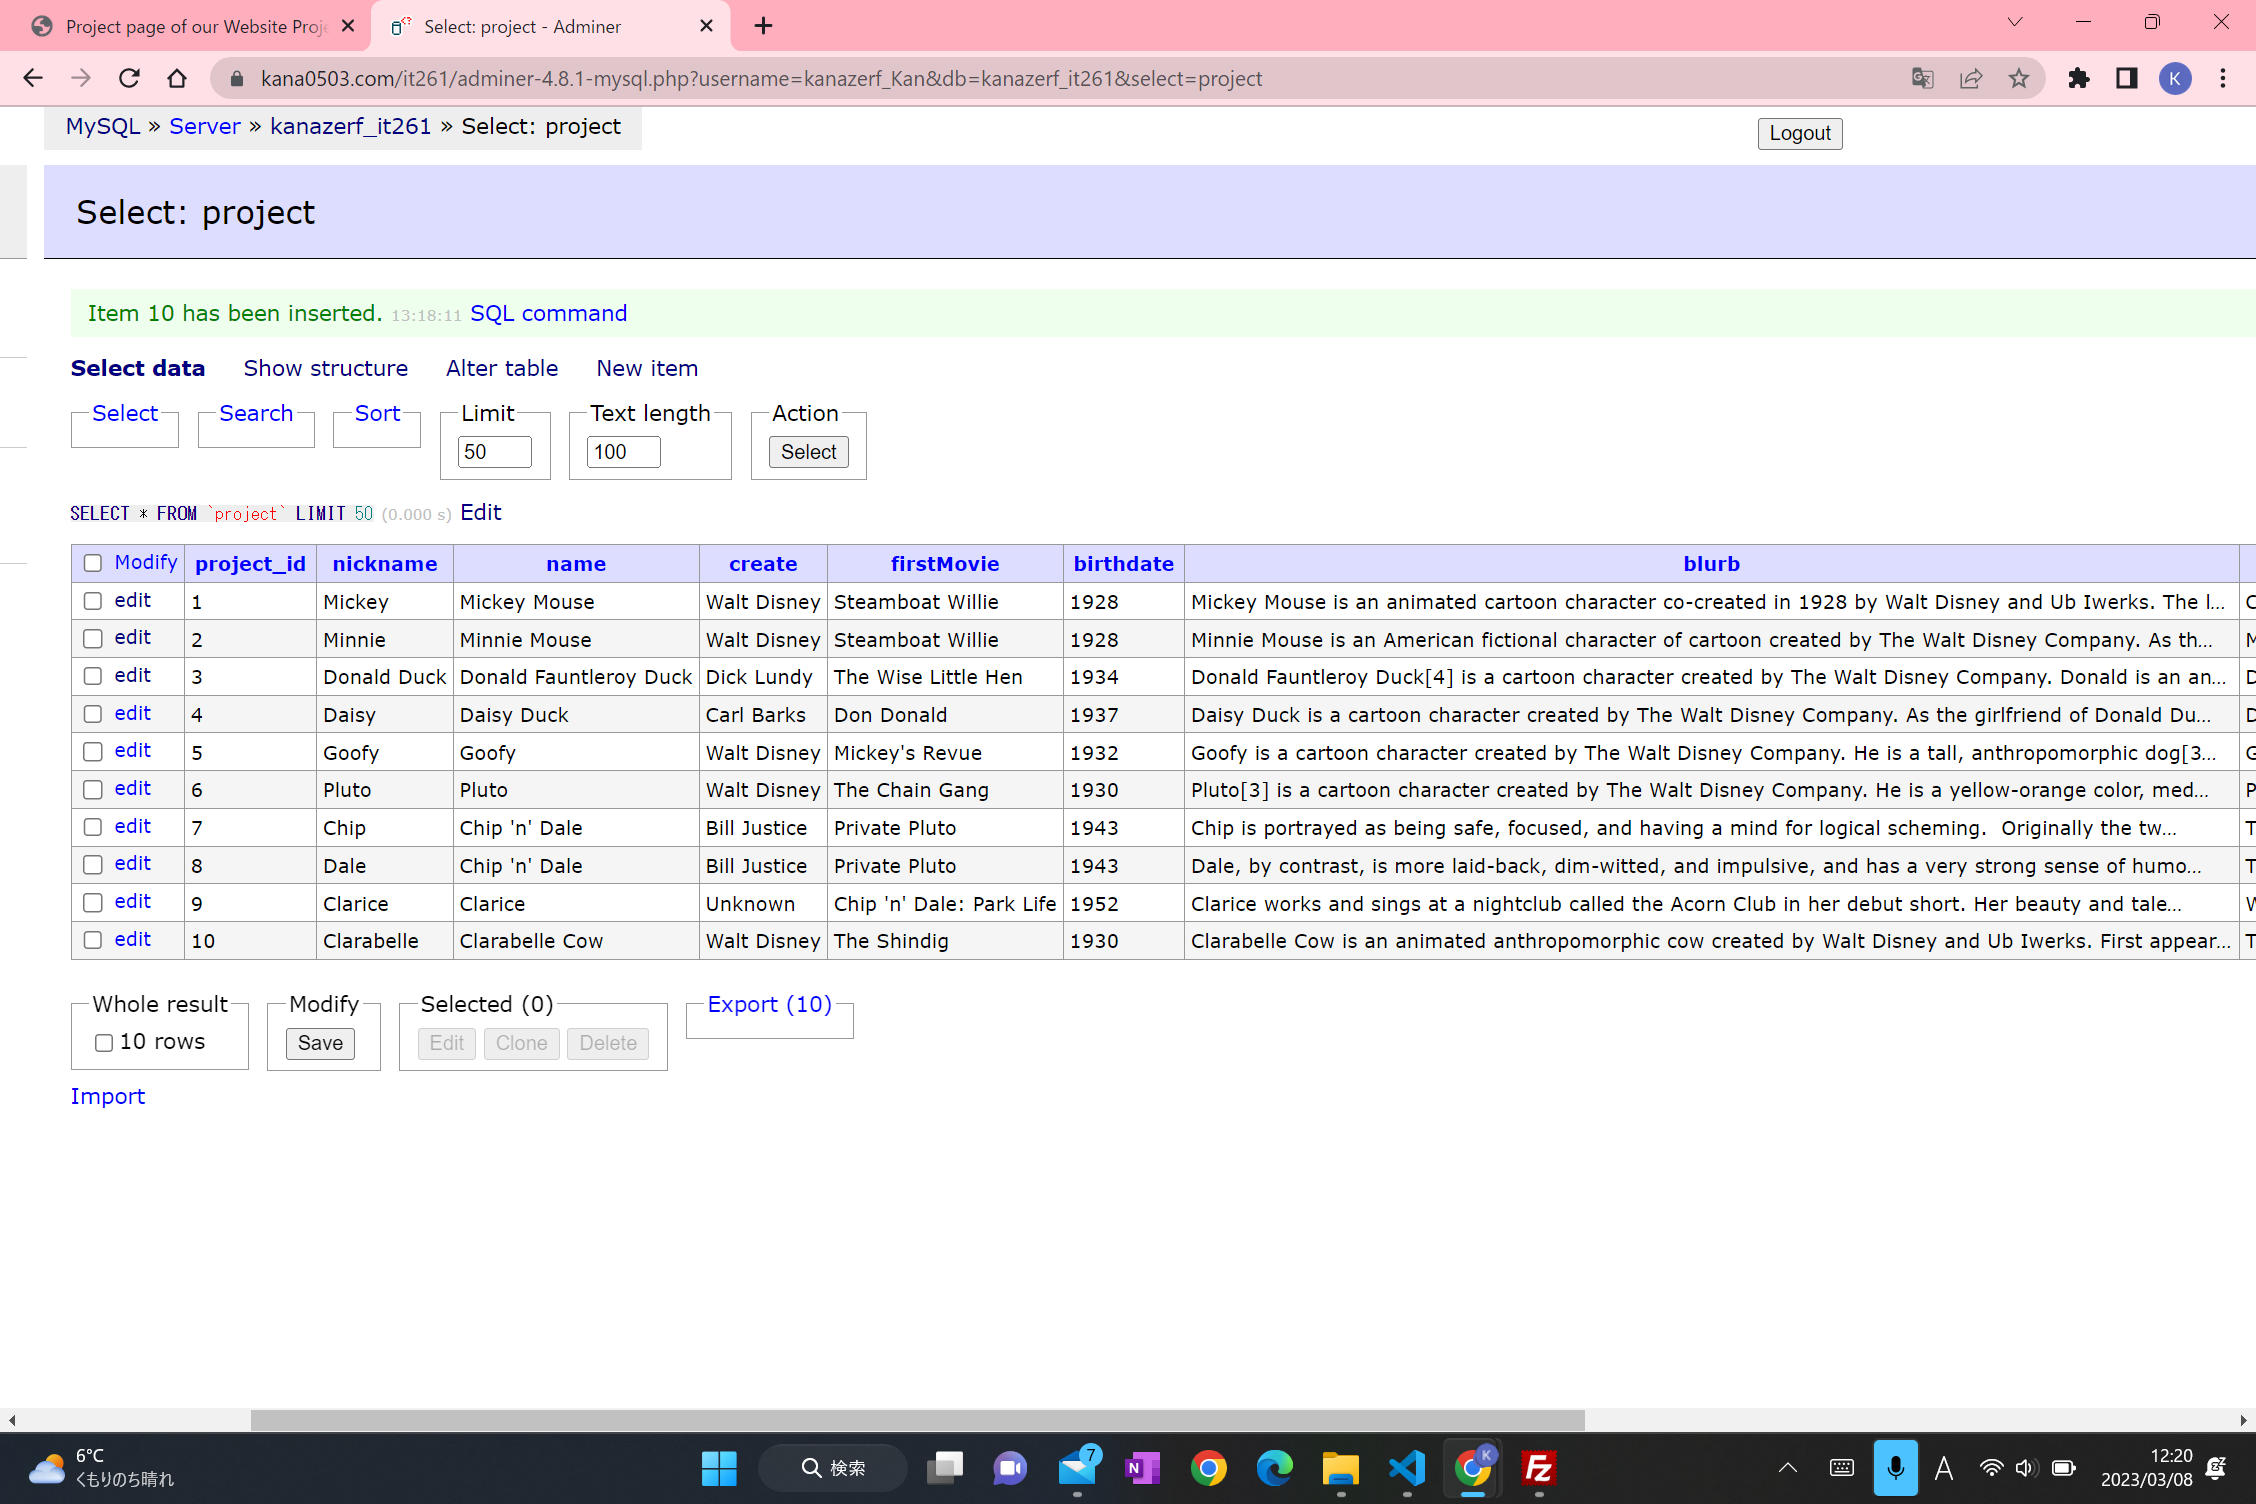 Project page of our Website Proje
Select: project - Adminer
kana0503.com/it261/adminer-4.8.1-mysql.php?username=kanazerf_Kan&db=kanazerf_it261&select=project
K
MySQL » Server » kanazerf_it261 » Select: project
Logout
Select: project
Item 10 has been inserted. 13:18:11 SQL command
Select data Show structure Alter table New item
Select Search Sort Limit Text length Action
50 100 Select
SELECT * FROM `project` LIMIT 50 (0.000 s) Edit
Modify project_id nickname name create firstMovie birthdate blurb
edit 1 Mickey Mickey Mouse Walt Disney Steamboat Willie 1928 Mickey Mouse is an animated cartoon character co-created in 1928 by Walt Disney and Ub Iwerks. The l...
edit 2 Minnie Minnie Mouse Walt Disney Steamboat Willie 1928 Minnie Mouse is an American fictional character of cartoon created by The Walt Disney Company. As th... M
edit 3 Donald Duck Donald Fauntleroy Duck Dick Lundy The Wise Little Hen 1934 Donald Fauntleroy Duck[4] is a cartoon character created by The Walt Disney Company. Donald is an an... D
edit 4 Daisy Daisy Duck Carl Barks Don Donald 1937 Daisy Duck is a cartoon character created by The Walt Disney Company. As the girlfriend of Donald Du... D
edit 5 Goofy Goofy Walt Disney Mickey's Revue 1932 Goofy is a cartoon character created by The Walt Disney Company. He is a tall, anthropomorphic dog[3... G
edit 6 Pluto Pluto Walt Disney The Chain Gang 1930 Pluto[3] is a cartoon character created by The Walt Disney Company. He is a yellow-orange color, med... P
edit 7 Chip Chip 'n' Dale Bill Justice Private Pluto 1943 Chip is portrayed as being safe, focused, and having a mind for logical scheming. Originally the tw... T
edit 8 Dale Chip 'n' Dale Bill Justice Private Pluto 1943 Dale, by contrast, is more laid-back, dim-witted, and impulsive, and has a very strong sense of humo... T
edit 9 Clarice Clarice Unknown Chip 'n' Dale: Park Life 1952 Clarice works and sings at a nightclub called the Acorn Club in her debut short. Her beauty and tale... W
edit 10 Clarabelle Clarabelle Cow Walt Disney The Shindig 1930 Clarabelle Cow is an animated anthropomorphic cow created by Walt Disney and Ub Iwerks. First appear... T
Whole result Modify Selected (0) Export (10)
10 rows Save Edit Clone Delete
Import
6°C
くもりのち晴れ
検索
7
N
K
Fz
A
12:20
2023/03/08